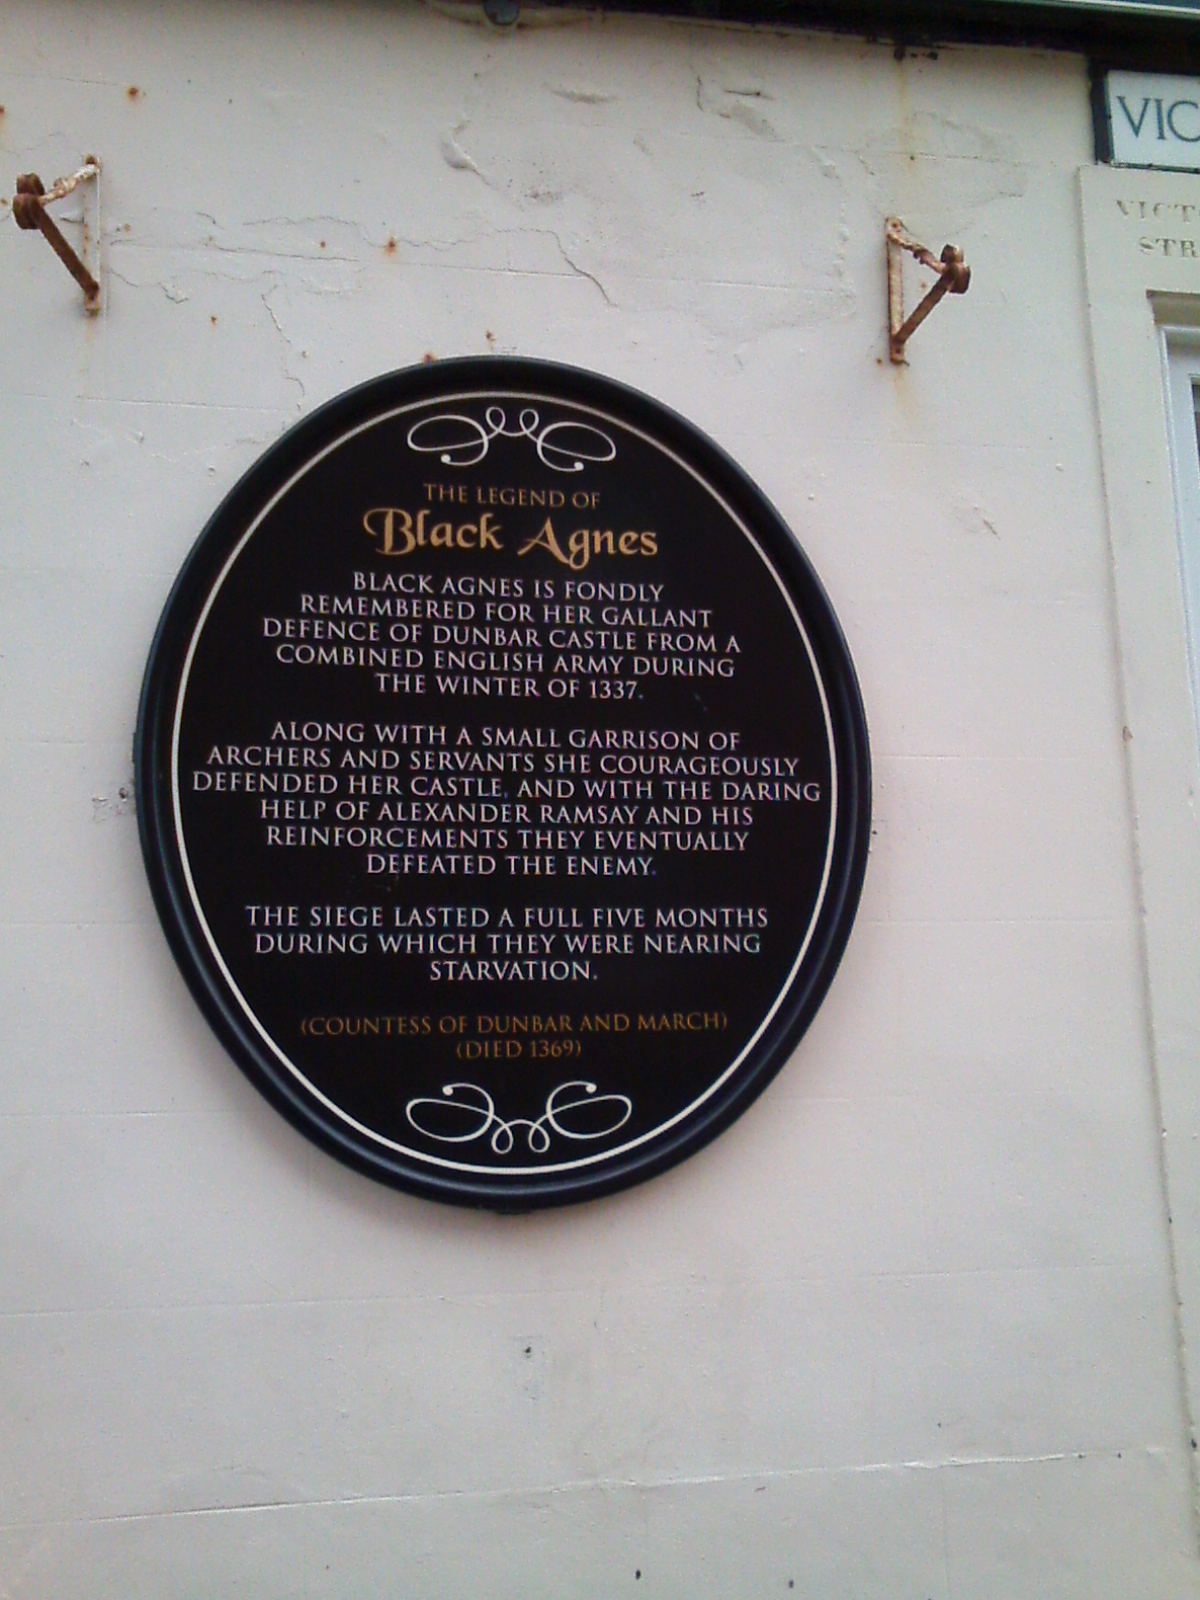 VIC
VICT
STR
THE LEGEND OF
Black Agnes
BLACK AGNES IS FONDLY
REMEMBERED FOR HER GALLANT
DEFENCE OF DUNBAR CASTLE FROM A
COMBINED ENGLISH ARMY DURING
THE WINTER OF 1337.
ALONG WITH A SMALL GARRISON OF
ARCHERS AND SERVANTS SHE COURAGEOUSLY
DEFENDED HER CASTLE, AND WITH THE DARING
HELP OF ALEXANDER RAMSAY AND HIS
REINFORCEMENTS THEY EVENTUALLY
DEFEATED THE ENEMY.
THE SIEGE LASTED A FULL FIVE MONTHS
DURING WHICH THEY WERE NEARING
STARVATION.
(COUNTESS OF DUNBAR AND MARCH)
(DIED 1369)